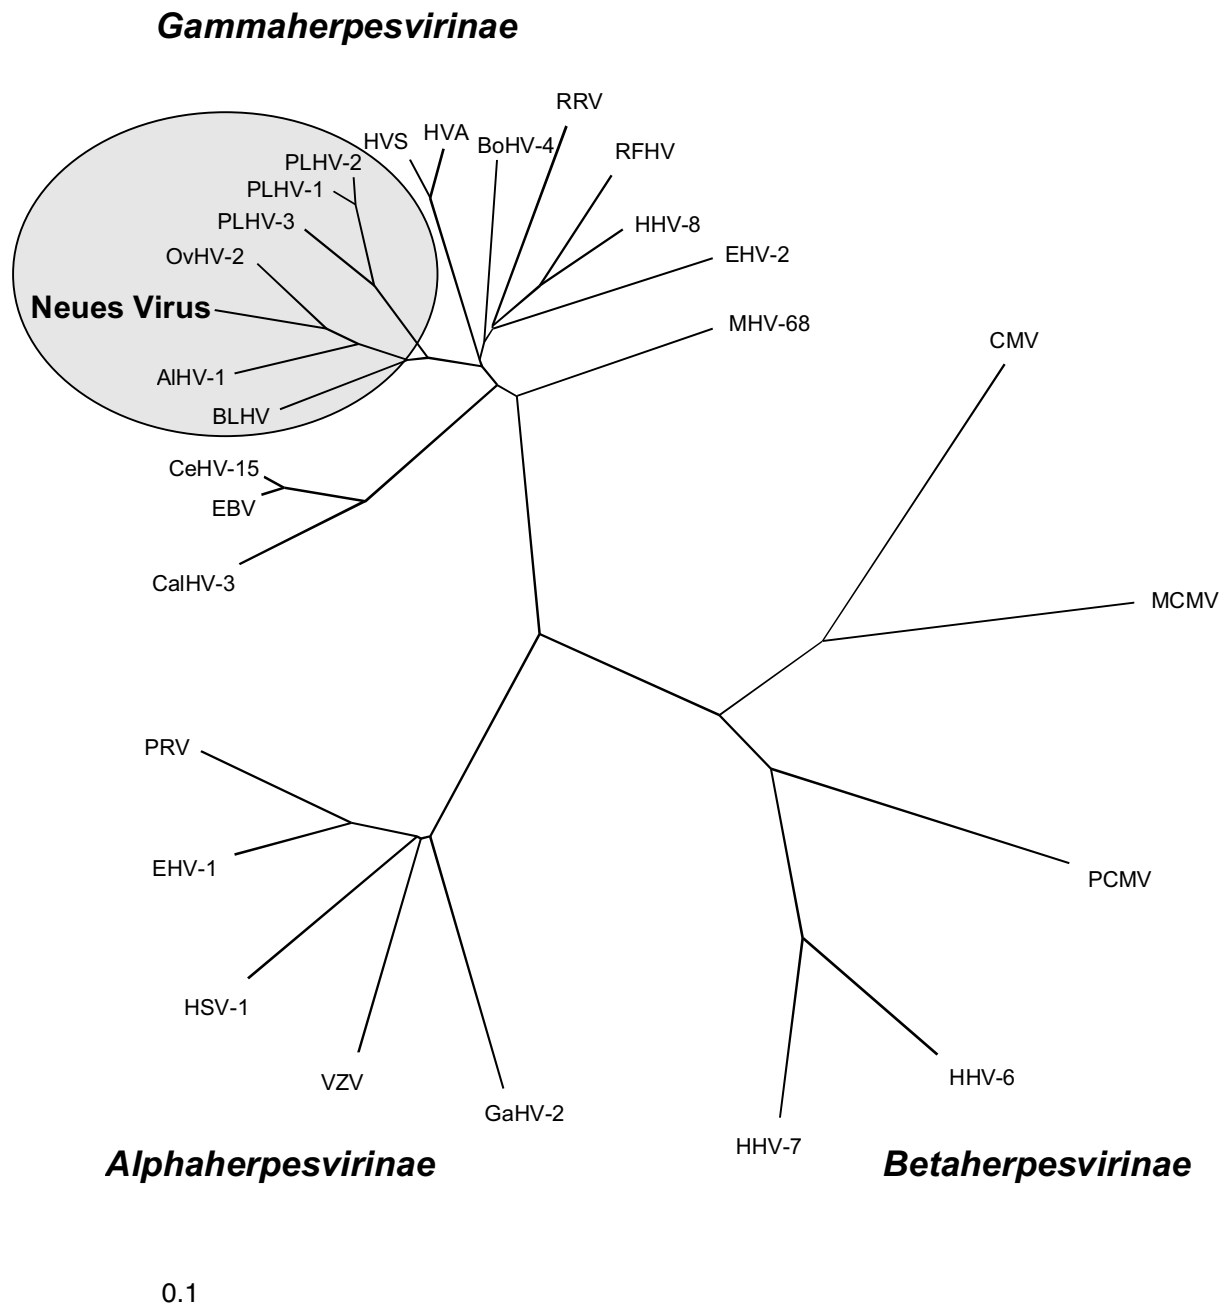 Gammaherpesvirinae
RRV
HVS
HVA
BoHV-4
RFHV
PLHV-2
PLHV-1
PLHV-3
HHV-8
EHV-2
OvHV-2
Neues Virus
MHV-68
CMV
AlHV-1
BLHV
CeHV-15
EBV
CalHV-3
MCMV
PRV
EHV-1
PCMV
HSV-1
VZV
GaHV-2
HHV-6
HHV-7
Alphaherpesvirinae
Betaherpesvirinae
0.1